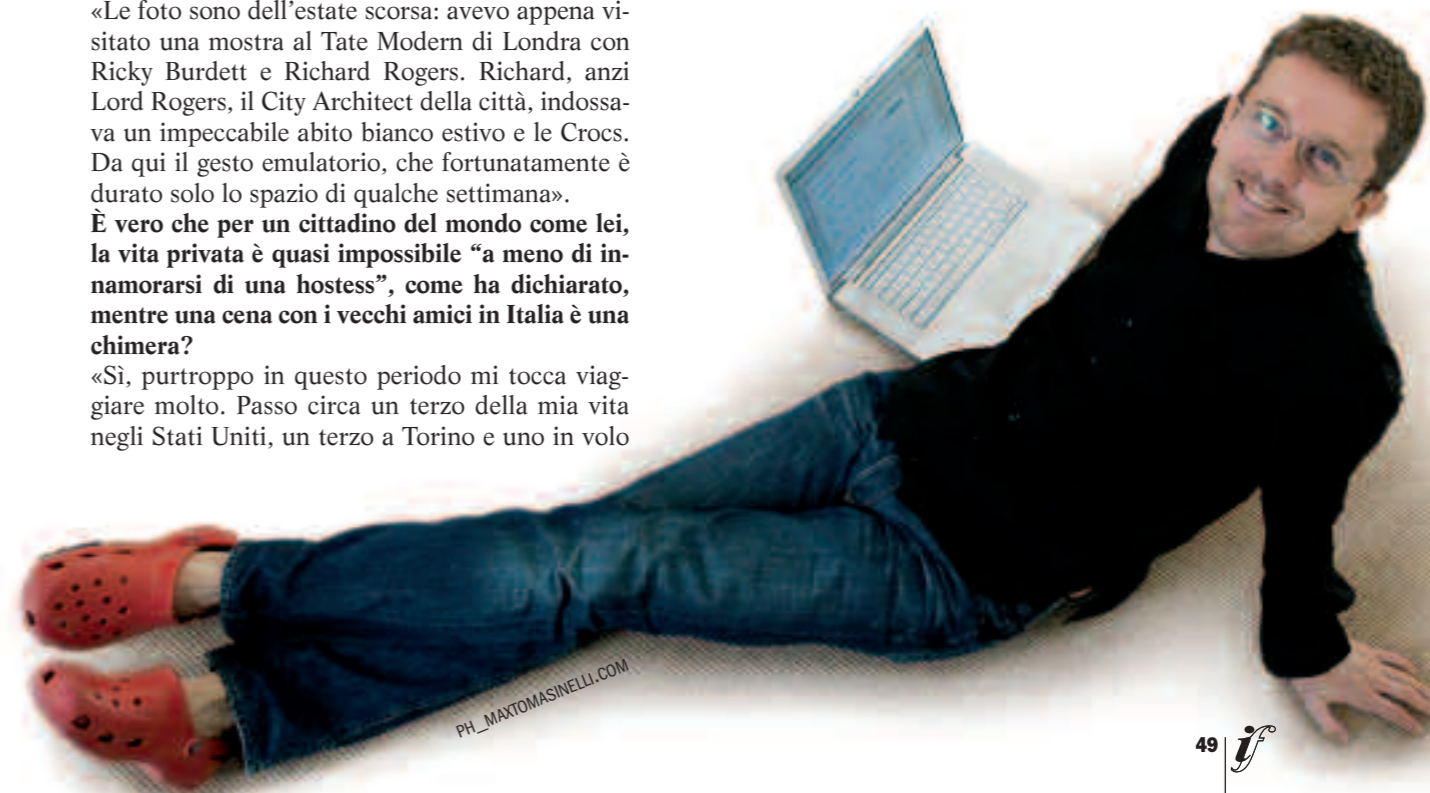 «Le foto sono dell'estate scorsa: avevo appena vi-
sitato una mostra al Tate Modern di Londra con
Ricky Burdett e Richard Rogers. Richard, anzi
Lord Rogers, il City Architect della città, indossa-
va un impeccabile abito bianco estivo e le Crocs.
Da qui il gesto emulatorio, che fortunatamente è
durato solo lo spazio di qualche settimana».
È vero che per un cittadino del mondo come lei,
la vita privata è quasi impossibile “a meno di in-
namorarsi di una hostess”, come ha dichiarato,
mentre una cena con i vecchi amici in Italia è una
chimera?
«Sì, purtroppo in questo periodo mi tocca viag-
giare molto. Passo circa un terzo della mia vita
negli Stati Uniti, un terzo a Torino e uno in volo
PH_MAXTOMASINELLI.COM
49 if